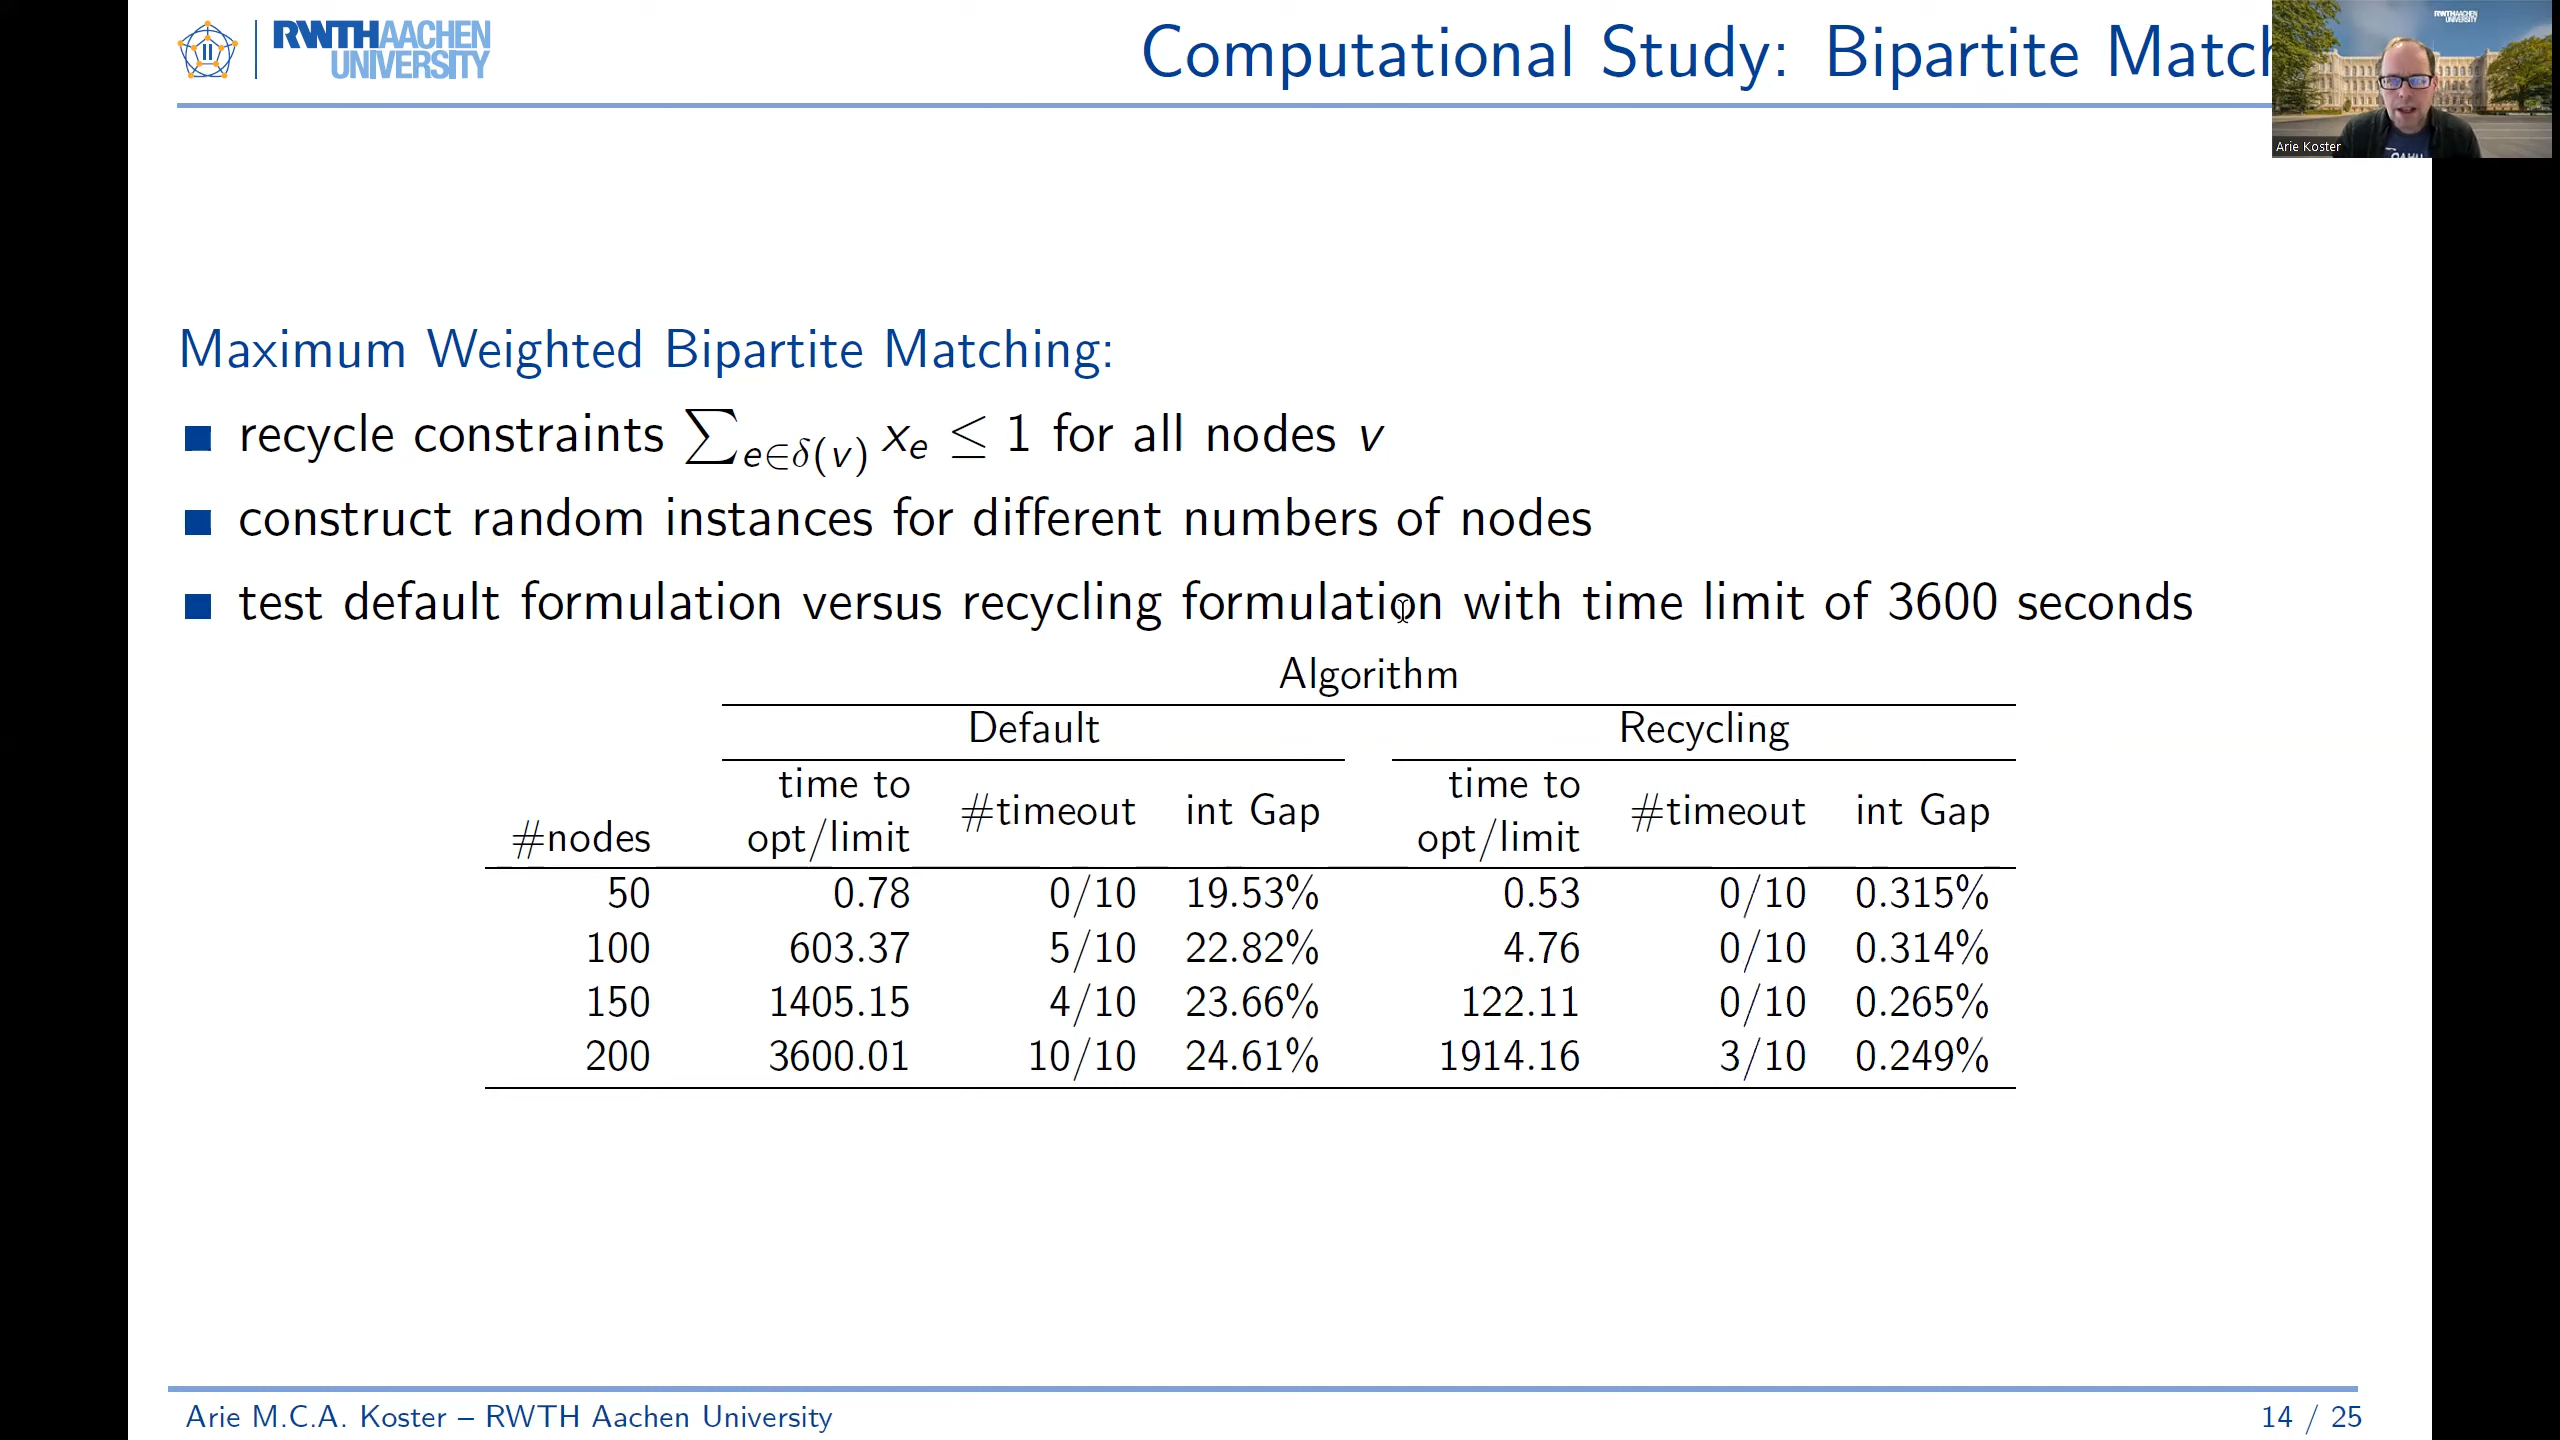 RWTHAACHEN
UNIVERSITY
Computational Study: Bipartite Match
RWTHAACHEN
UNIVERSITY
Arie Koster
Maximum Weighted Bipartite Matching:
■ recycle constraints ∑_{e∈δ(v)} x_e ≤ 1 for all nodes v
■ construct random instances for different numbers of nodes
■ test default formulation versus recycling formulation with time limit of 3600 seconds
Algorithm
Default Recycling
#nodes time to opt/limit #timeout int Gap time to opt/limit #timeout int Gap
50 0.78 0/10 19.53% 0.53 0/10 0.315%
100 603.37 5/10 22.82% 4.76 0/10 0.314%
150 1405.15 4/10 23.66% 122.11 0/10 0.265%
200 3600.01 10/10 24.61% 1914.16 3/10 0.249%
Arie M.C.A. Koster – RWTH Aachen University
14 / 25